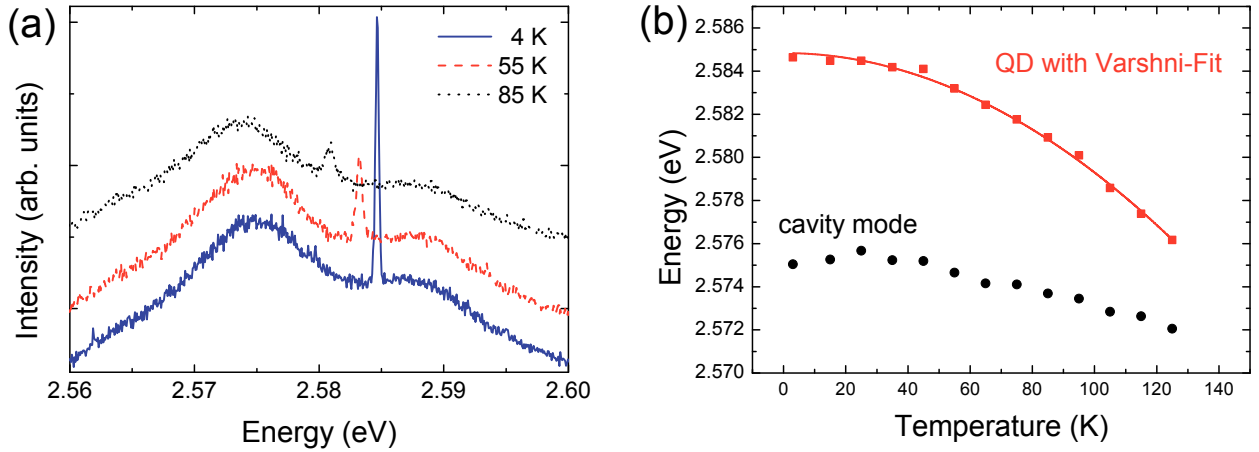 (a)
4 K
55 K
85 K
Intensity (arb. units)
2.56
2.57
2.58
2.59
2.60
Energy (eV)
(b)
2.586
2.584
2.582
2.580
2.578
2.576
2.574
2.572
2.570
Energy (eV)
QD with Varshni-Fit
cavity mode
0
20
40
60
80
100
120
140
Temperature (K)